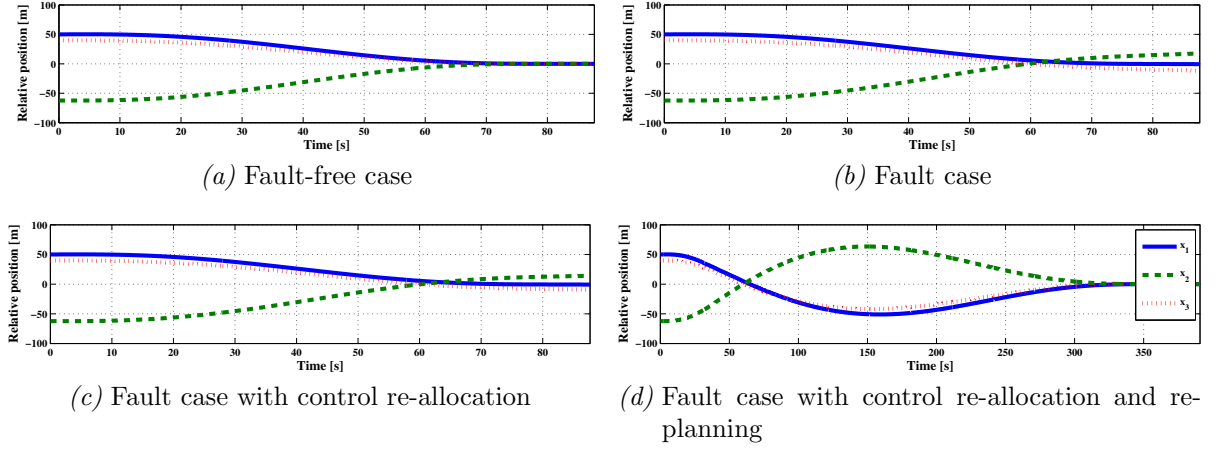 100
50
0
−50
−100
Relative position [m]
0 10 20 30 40 50 60 70 80
Time [s]
(a) Fault-free case
100
50
0
−50
−100
Relative position [m]
0 10 20 30 40 50 60 70 80
Time [s]
(b) Fault case
100
50
0
−50
−100
Relative position [m]
0 10 20 30 40 50 60 70 80
Time [s]
(c) Fault case with control re-allocation
100
50
0
−50
−100
Relative position [m]
x₁
x₂
x₃
0 50 100 150 200 250 300 350
Time [s]
(d) Fault case with control re-allocation and re-
planning